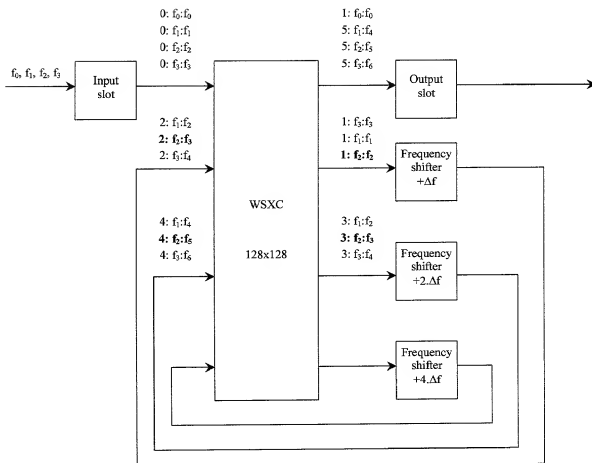 0: f₀:f₀
0: f₁:f₁
0: f₂:f₂
0: f₃:f₃
1: f₀:f₀
5: f₁:f₄
5: f₂:f₅
5: f₃:f₆
f₀, f₁, f₂, f₃
Input
slot
Output
slot
2: f₁:f₂
2: f₂:f₃
2: f₃:f₄
1: f₃:f₃
1: f₁:f₁
1: f₂:f₂
Frequency
shifter
+Δf
WSXC
128x128
4: f₁:f₄
4: f₂:f₅
4: f₃:f₆
3: f₁:f₂
3: f₂:f₃
3: f₃:f₄
Frequency
shifter
+2.Δf
Frequency
shifter
+4.Δf